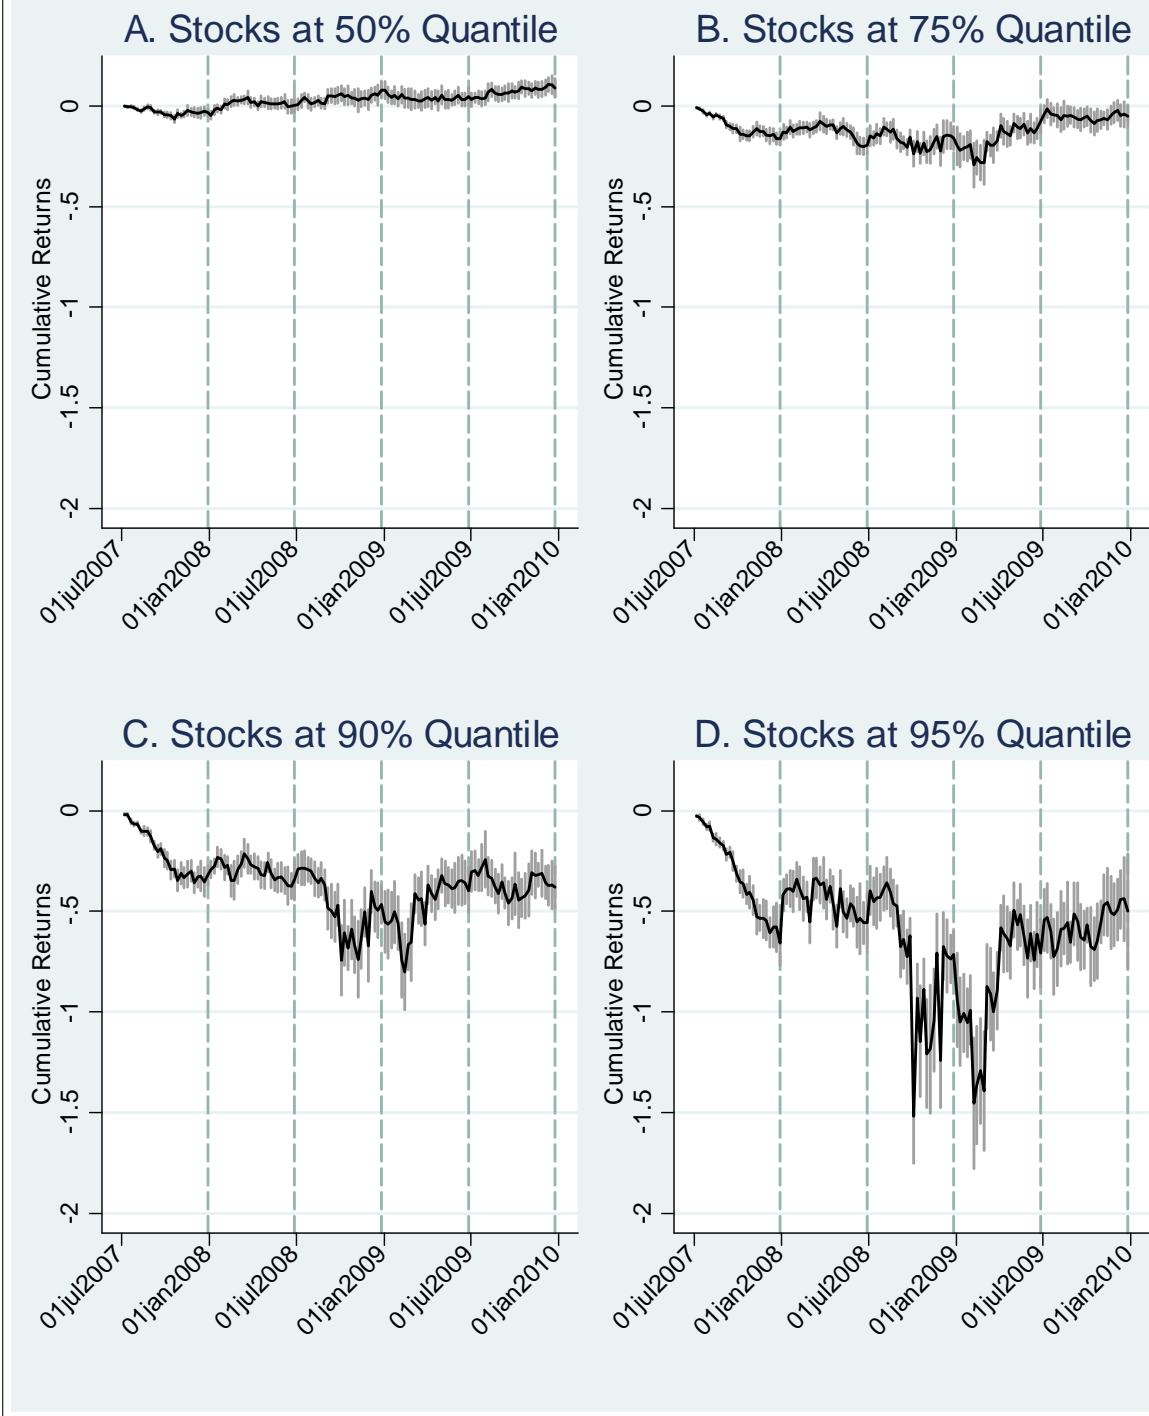 A. Stocks at 50% Quantile
Cumulative Returns
0
-.5
-1
-1.5
-2
01jul2007
01jan2008
01jul2008
01jan2009
01jul2009
01jan2010
B. Stocks at 75% Quantile
Cumulative Returns
0
-.5
-1
-1.5
-2
01jul2007
01jan2008
01jul2008
01jan2009
01jul2009
01jan2010
C. Stocks at 90% Quantile
Cumulative Returns
0
-.5
-1
-1.5
-2
01jul2007
01jan2008
01jul2008
01jan2009
01jul2009
01jan2010
D. Stocks at 95% Quantile
Cumulative Returns
0
-.5
-1
-1.5
-2
01jul2007
01jan2008
01jul2008
01jan2009
01jul2009
01jan2010